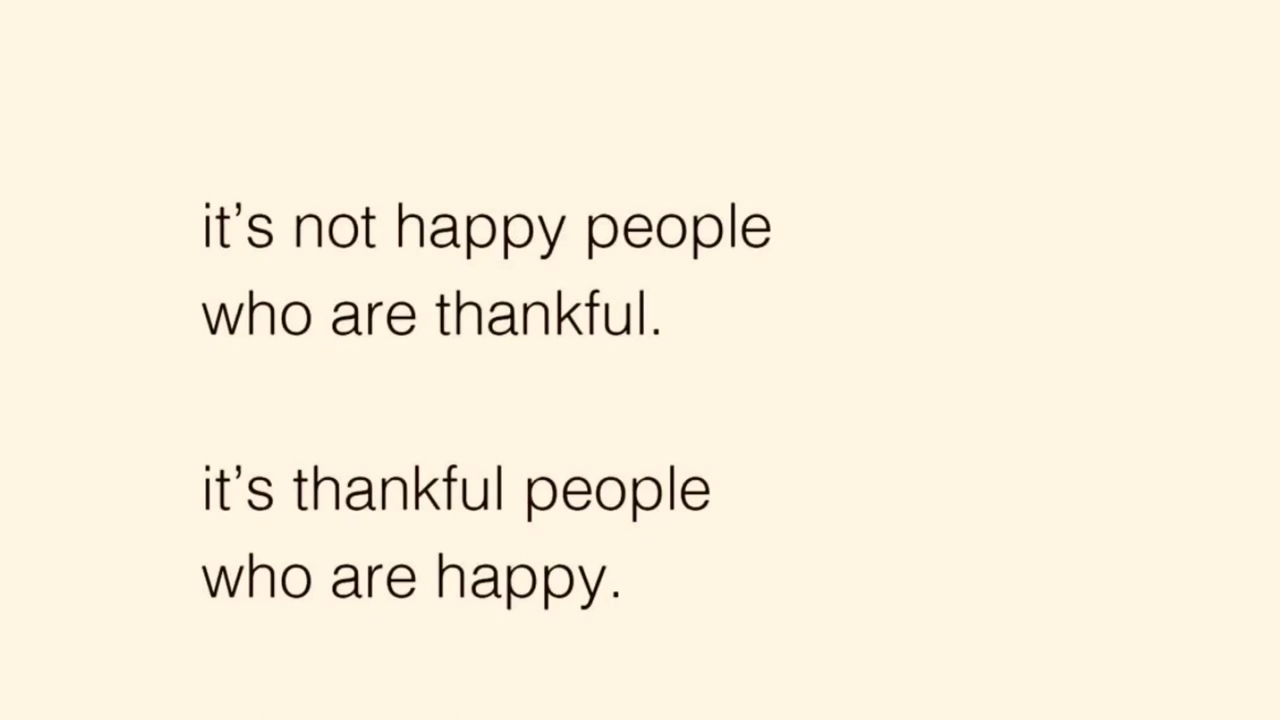 it’s not happy people
who are thankful.
it’s thankful people
who are happy.